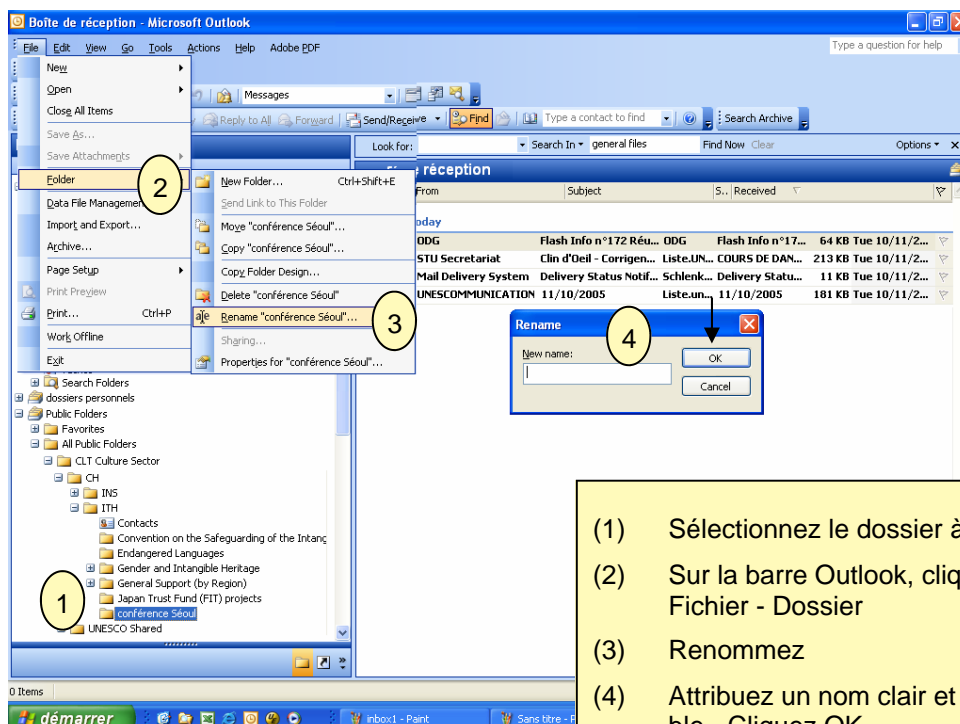 Boîte de réception - Microsoft Outlook
File Edit View Go Tools Actions Help Adobe PDF
Type a question for help
New
Open
Close All Items
Save As...
Save Attachments
Folder
Data File Management
Import and Export...
Archive...
Page Setup
Print Preview
Print... Ctrl+P
Work Offline
Exit
Messages
Reply to All Forward Send/Receive Find Type a contact to find Search Archive
Look for: Search In general files Find Now Clear Options
2
New Folder... Ctrl+Shift+E
Send Link to This Folder
Move "conférence Séoul"...
Copy "conférence Séoul"...
Copy Folder Design...
Delete "conférence Séoul"
Rename "conférence Séoul"...
Sharing...
Properties for "conférence Séoul"...
3
réception
From Subject S.. Received
ODG Flash Info n°172 Réu... ODG Flash Info n°17... 64 KB Tue 10/11/2...
STU Secretariat Clin d'Oeil - Corrigen... Liste.UN... COURS DE DAN... 213 KB Tue 10/11/2...
Mail Delivery System Delivery Status Notif... Schlenk... Delivery Statu... 11 KB Tue 10/11/2...
UNESCOMMUNICATION 11/10/2005 Liste.un... 11/10/2005 181 KB Tue 10/11/2...
Rename
4
New name:
OK
Cancel
Search Folders
dossiers personnels
Public Folders
Favorites
All Public Folders
CLT Culture Sector
CH
INS
ITH
Contacts
Convention on the Safeguarding of the Intang
Endangered Languages
Gender and Intangible Heritage
General Support (by Region)
Japan Trust Fund (FIT) projects
conférence Séoul
UNESCO Shared
1
(1) Sélectionnez le dossier à
(2) Sur la barre Outlook, cliq
Fichier - Dossier
(3) Renommez
(4) Attribuez un nom clair et
ble - Cliquez OK
0 Items
démarrer inbox1 - Paint Sans titre - P